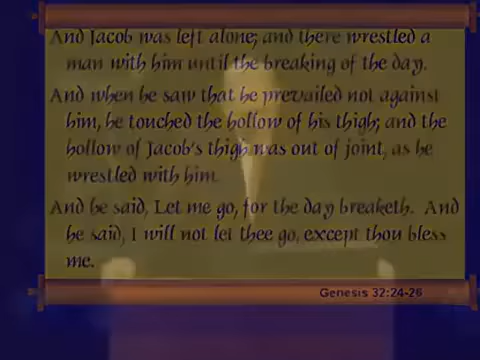 And Jacob was left alone; and there wrestled a
man with him until the breaking of the day.
And when he saw that he prevailed not against
him, he touched the hollow of his thigh; and the
hollow of Jacob's thigh was out of joint, as he
wrestled with him.
And he said, Let me go, for the day breaketh. And
he said, I will not let thee go, except thou bless
me.
Genesis 32:24-26